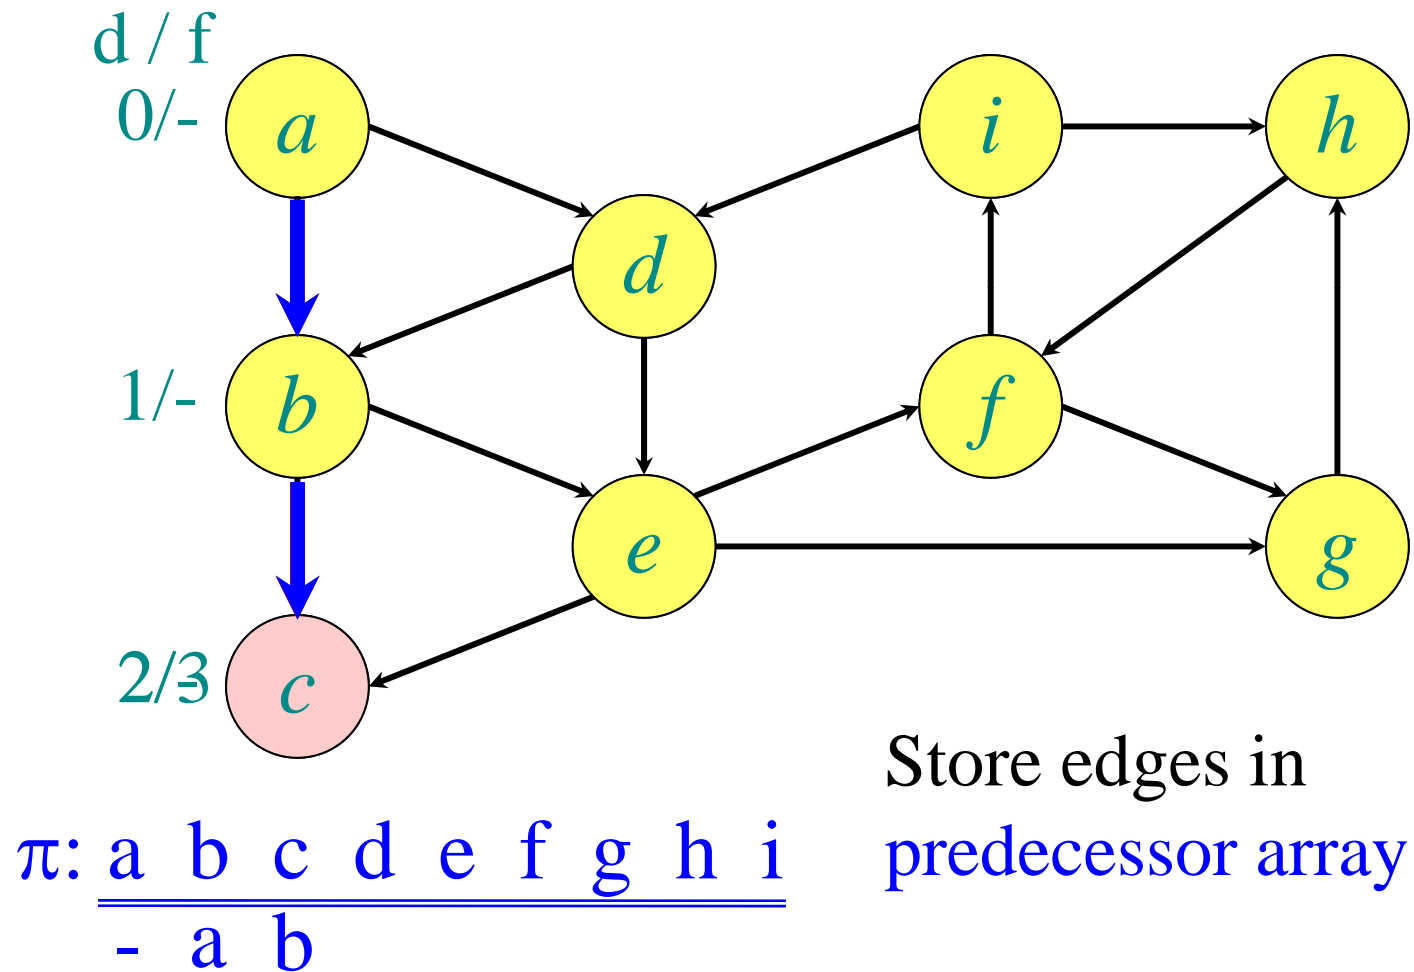 d / f
0/- a i h
d
1/- b f
e g
2/3 c
Store edges in
predecessor array
π: a b c d e f g h i
- a b